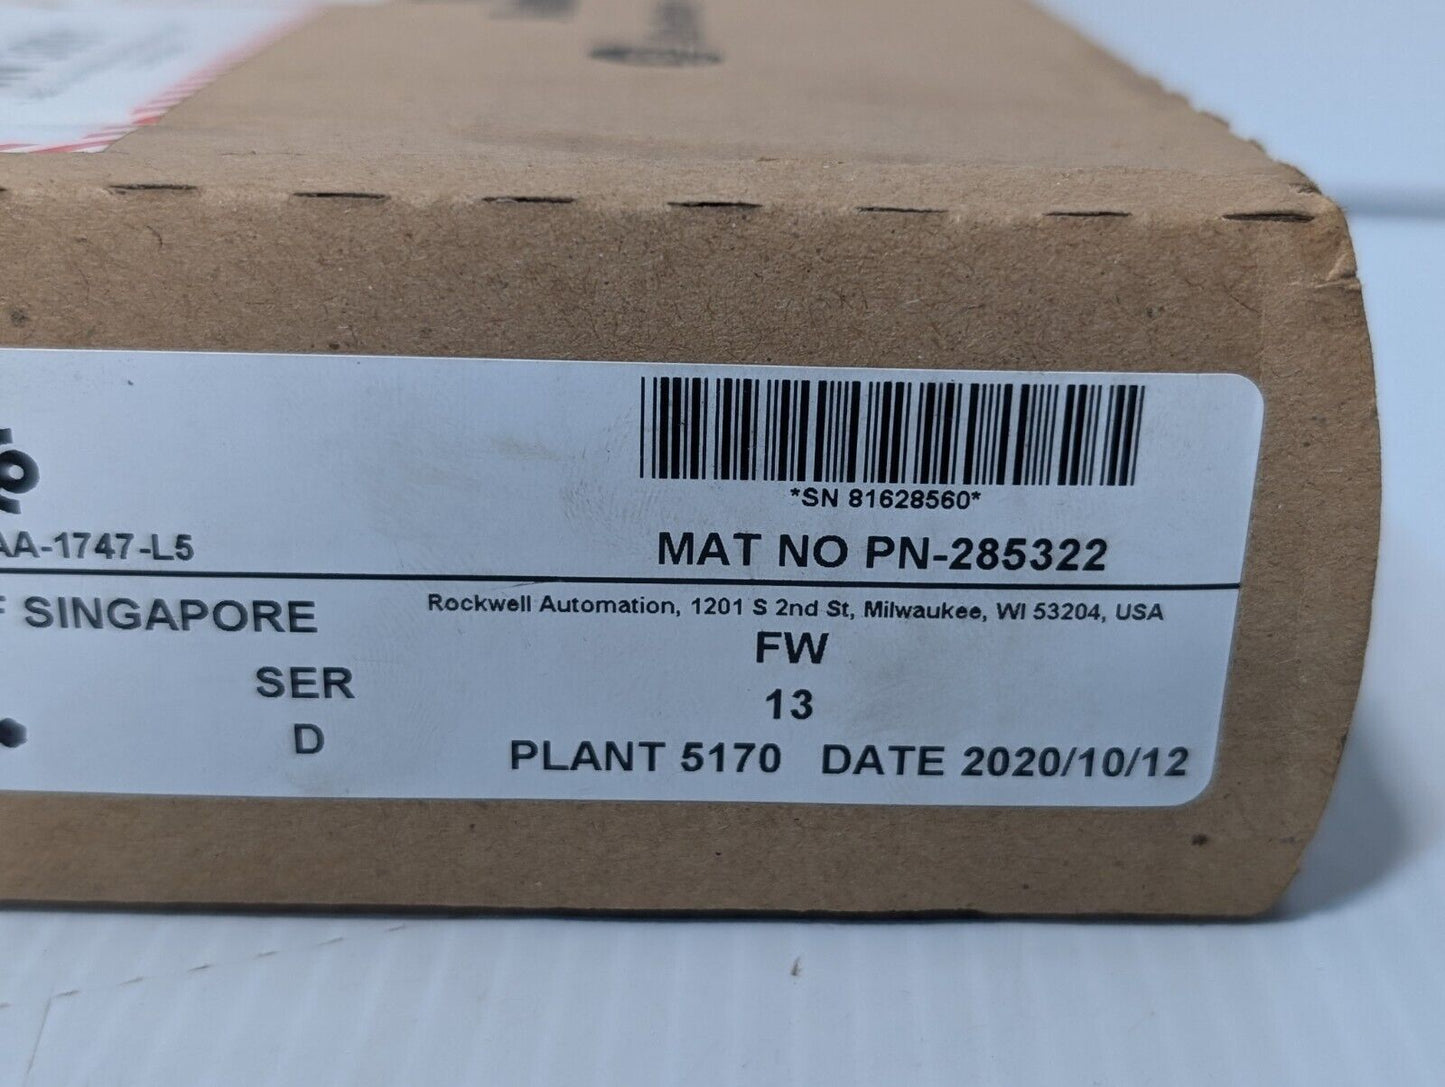 *SN 81628560*
AA-1747-L5
MAT NO PN-285322
F SINGAPORE
Rockwell Automation, 1201 S 2nd St, Milwaukee, WI 53204, USA
SER
FW
D
13
PLANT 5170 DATE 2020/10/12